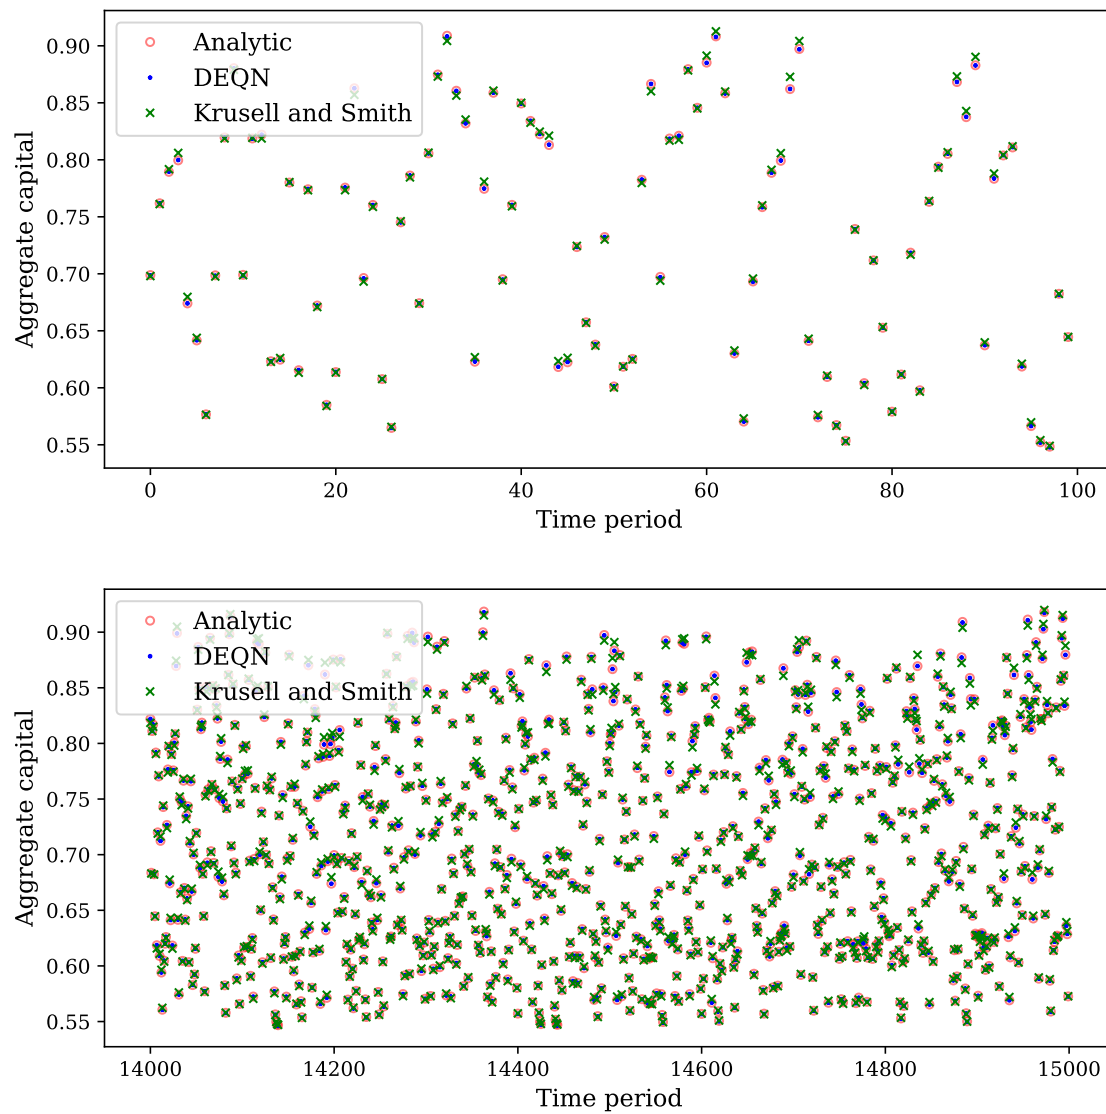 Analytic
DEQN
Krusell and Smith
Aggregate capital
0.90
0.85
0.80
0.75
0.70
0.65
0.60
0.55
0 20 40 60 80 100
Time period
Analytic
DEQN
Krusell and Smith
Aggregate capital
0.90
0.85
0.80
0.75
0.70
0.65
0.60
0.55
14000 14200 14400 14600 14800 15000
Time period